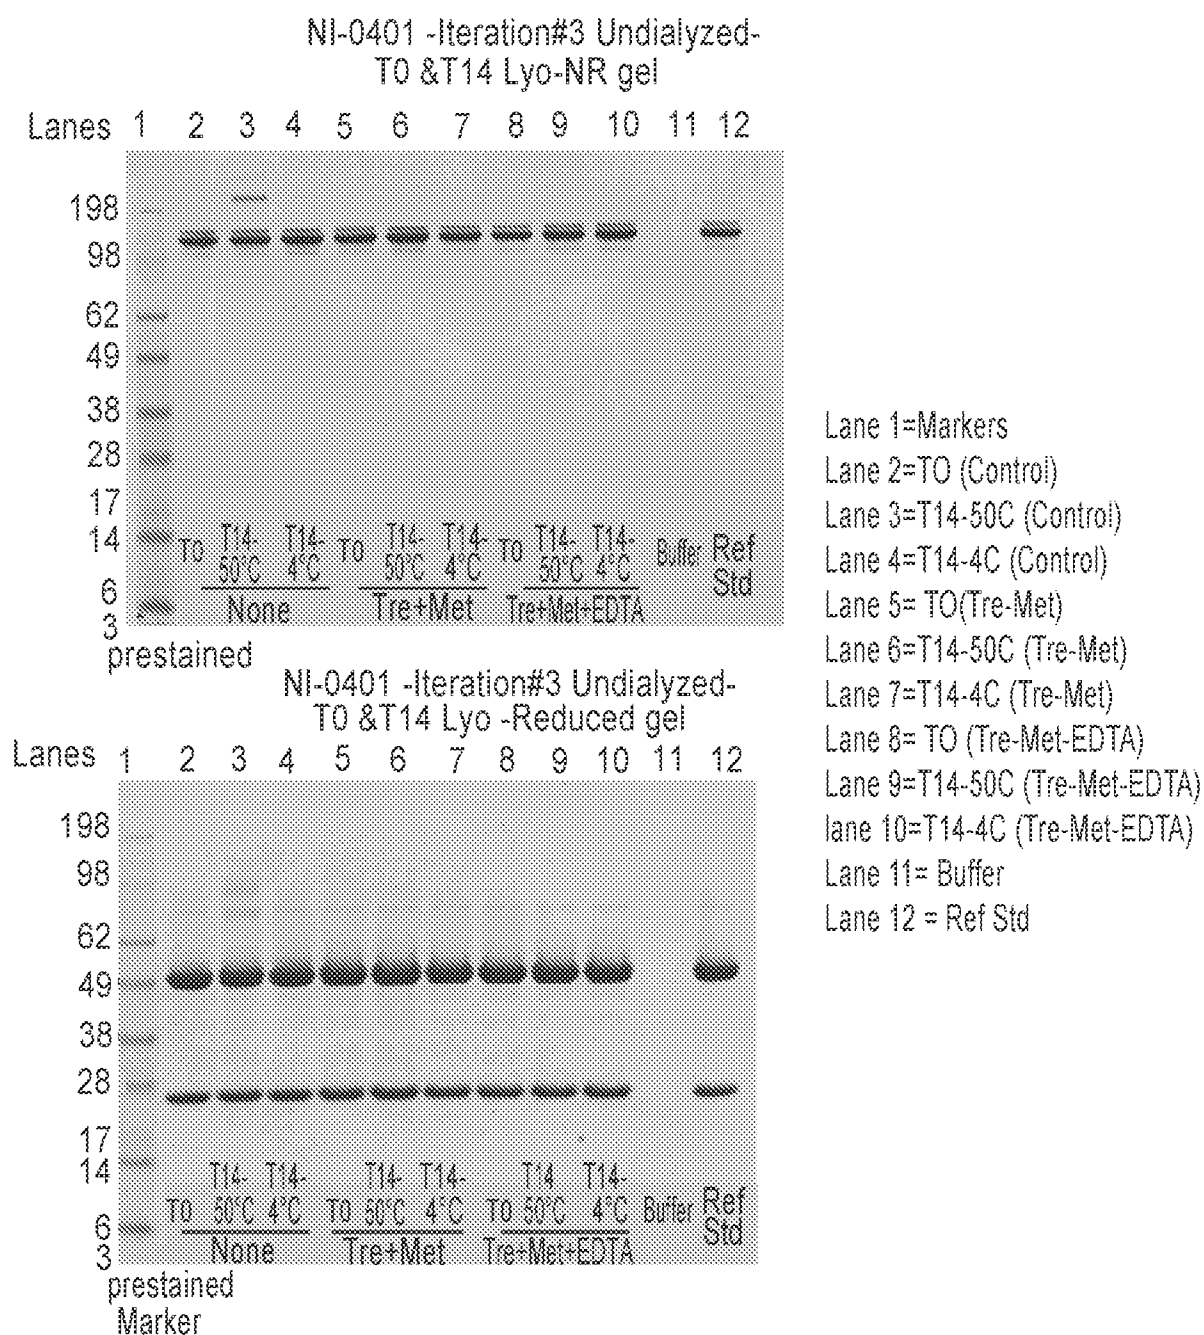 NI-0401 -Iteration#3 Undialyzed-
T0 &T14 Lyo-NR gel
Lanes 1 2 3 4 5 6 7 8 9 10 11 12
198
98
62
49
38
28
17
14
6
3
T0 T14-50°C T14-4°C T0 T14-50°C T14-4°C T0 T14-50°C T14-4°C Buffer Ref Std
None Tre+Met Tre+Met+EDTA
prestained
NI-0401 -Iteration#3 Undialyzed-
T0 &T14 Lyo -Reduced gel
Lanes 1 2 3 4 5 6 7 8 9 10 11 12
198
98
62
49
38
28
17
14
6
3
T0 T14-50°C T14-4°C T0 T14-50°C T14-4°C T0 T14 50°C T14-4°C Buffer Ref Std
None Tre+Met Tre+Met+EDTA
prestained
Marker
Lane 1=Markers
Lane 2=TO (Control)
Lane 3=T14-50C (Control)
Lane 4=T14-4C (Control)
Lane 5= TO(Tre-Met)
Lane 6=T14-50C (Tre-Met)
Lane 7=T14-4C (Tre-Met)
Lane 8= TO (Tre-Met-EDTA)
Lane 9=T14-50C (Tre-Met-EDTA)
lane 10=T14-4C (Tre-Met-EDTA)
Lane 11= Buffer
Lane 12 = Ref Std